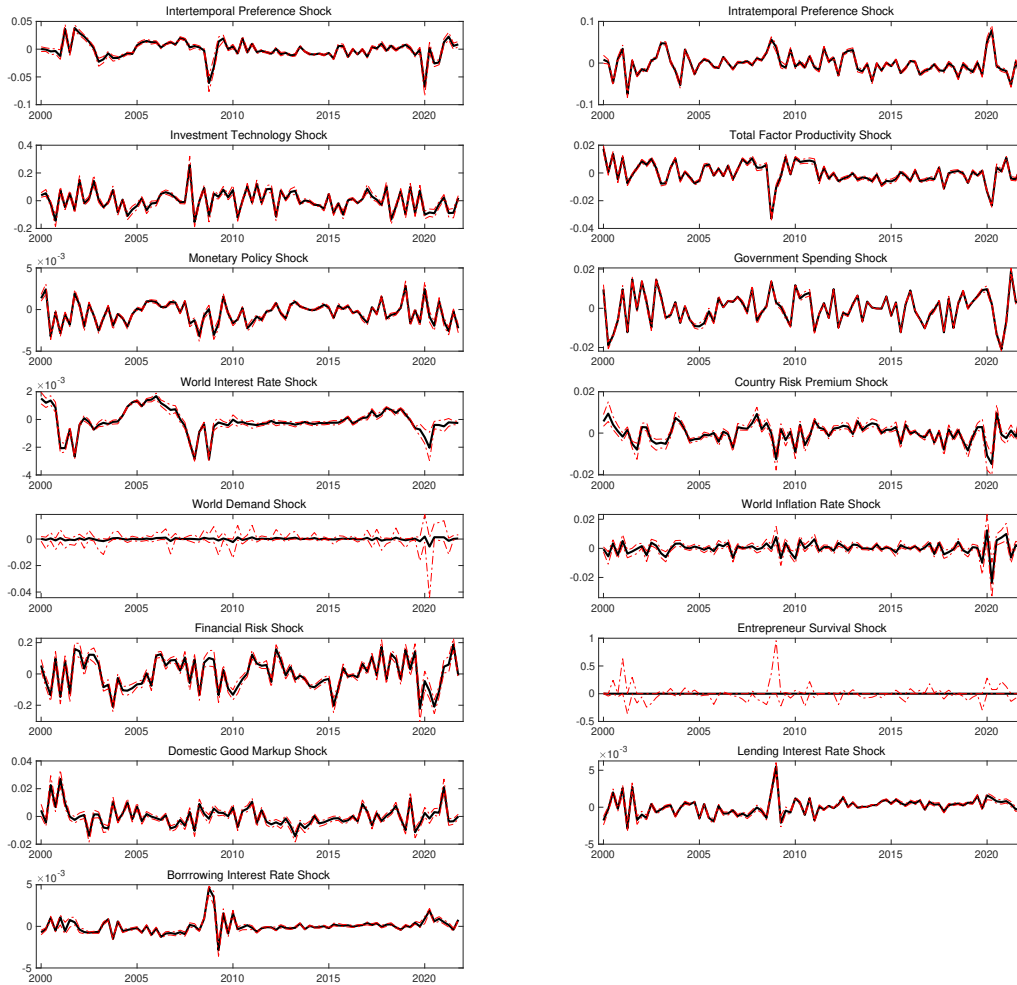 Intertemporal Preference Shock
0.05
0
-0.05
-0.1
2000 2005 2010 2015 2020
Intratemporal Preference Shock
0.1
0
-0.1
2000 2005 2010 2015 2020
Investment Technology Shock
0.4
0.2
0
-0.2
2000 2005 2010 2015 2020
Total Factor Productivity Shock
0.02
0
-0.02
-0.04
2000 2005 2010 2015 2020
Monetary Policy Shock
×10⁻³
5
0
-5
2000 2005 2010 2015 2020
Government Spending Shock
0.02
0
-0.02
2000 2005 2010 2015 2020
World Interest Rate Shock
×10⁻³
2
0
-2
-4
2000 2005 2010 2015 2020
Country Risk Premium Shock
0.02
0
-0.02
2000 2005 2010 2015 2020
World Demand Shock
0
-0.02
-0.04
2000 2005 2010 2015 2020
World Inflation Rate Shock
0.02
0
-0.02
2000 2005 2010 2015 2020
Financial Risk Shock
0.2
0
-0.2
2000 2005 2010 2015 2020
Entrepreneur Survival Shock
1
0.5
0
-0.5
2000 2005 2010 2015 2020
Domestic Good Markup Shock
0.04
0.02
0
-0.02
2000 2005 2010 2015 2020
Lending Interest Rate Shock
×10⁻³
5
0
-5
2000 2005 2010 2015 2020
Borrrowing Interest Rate Shock
×10⁻³
5
0
-5
2000 2005 2010 2015 2020